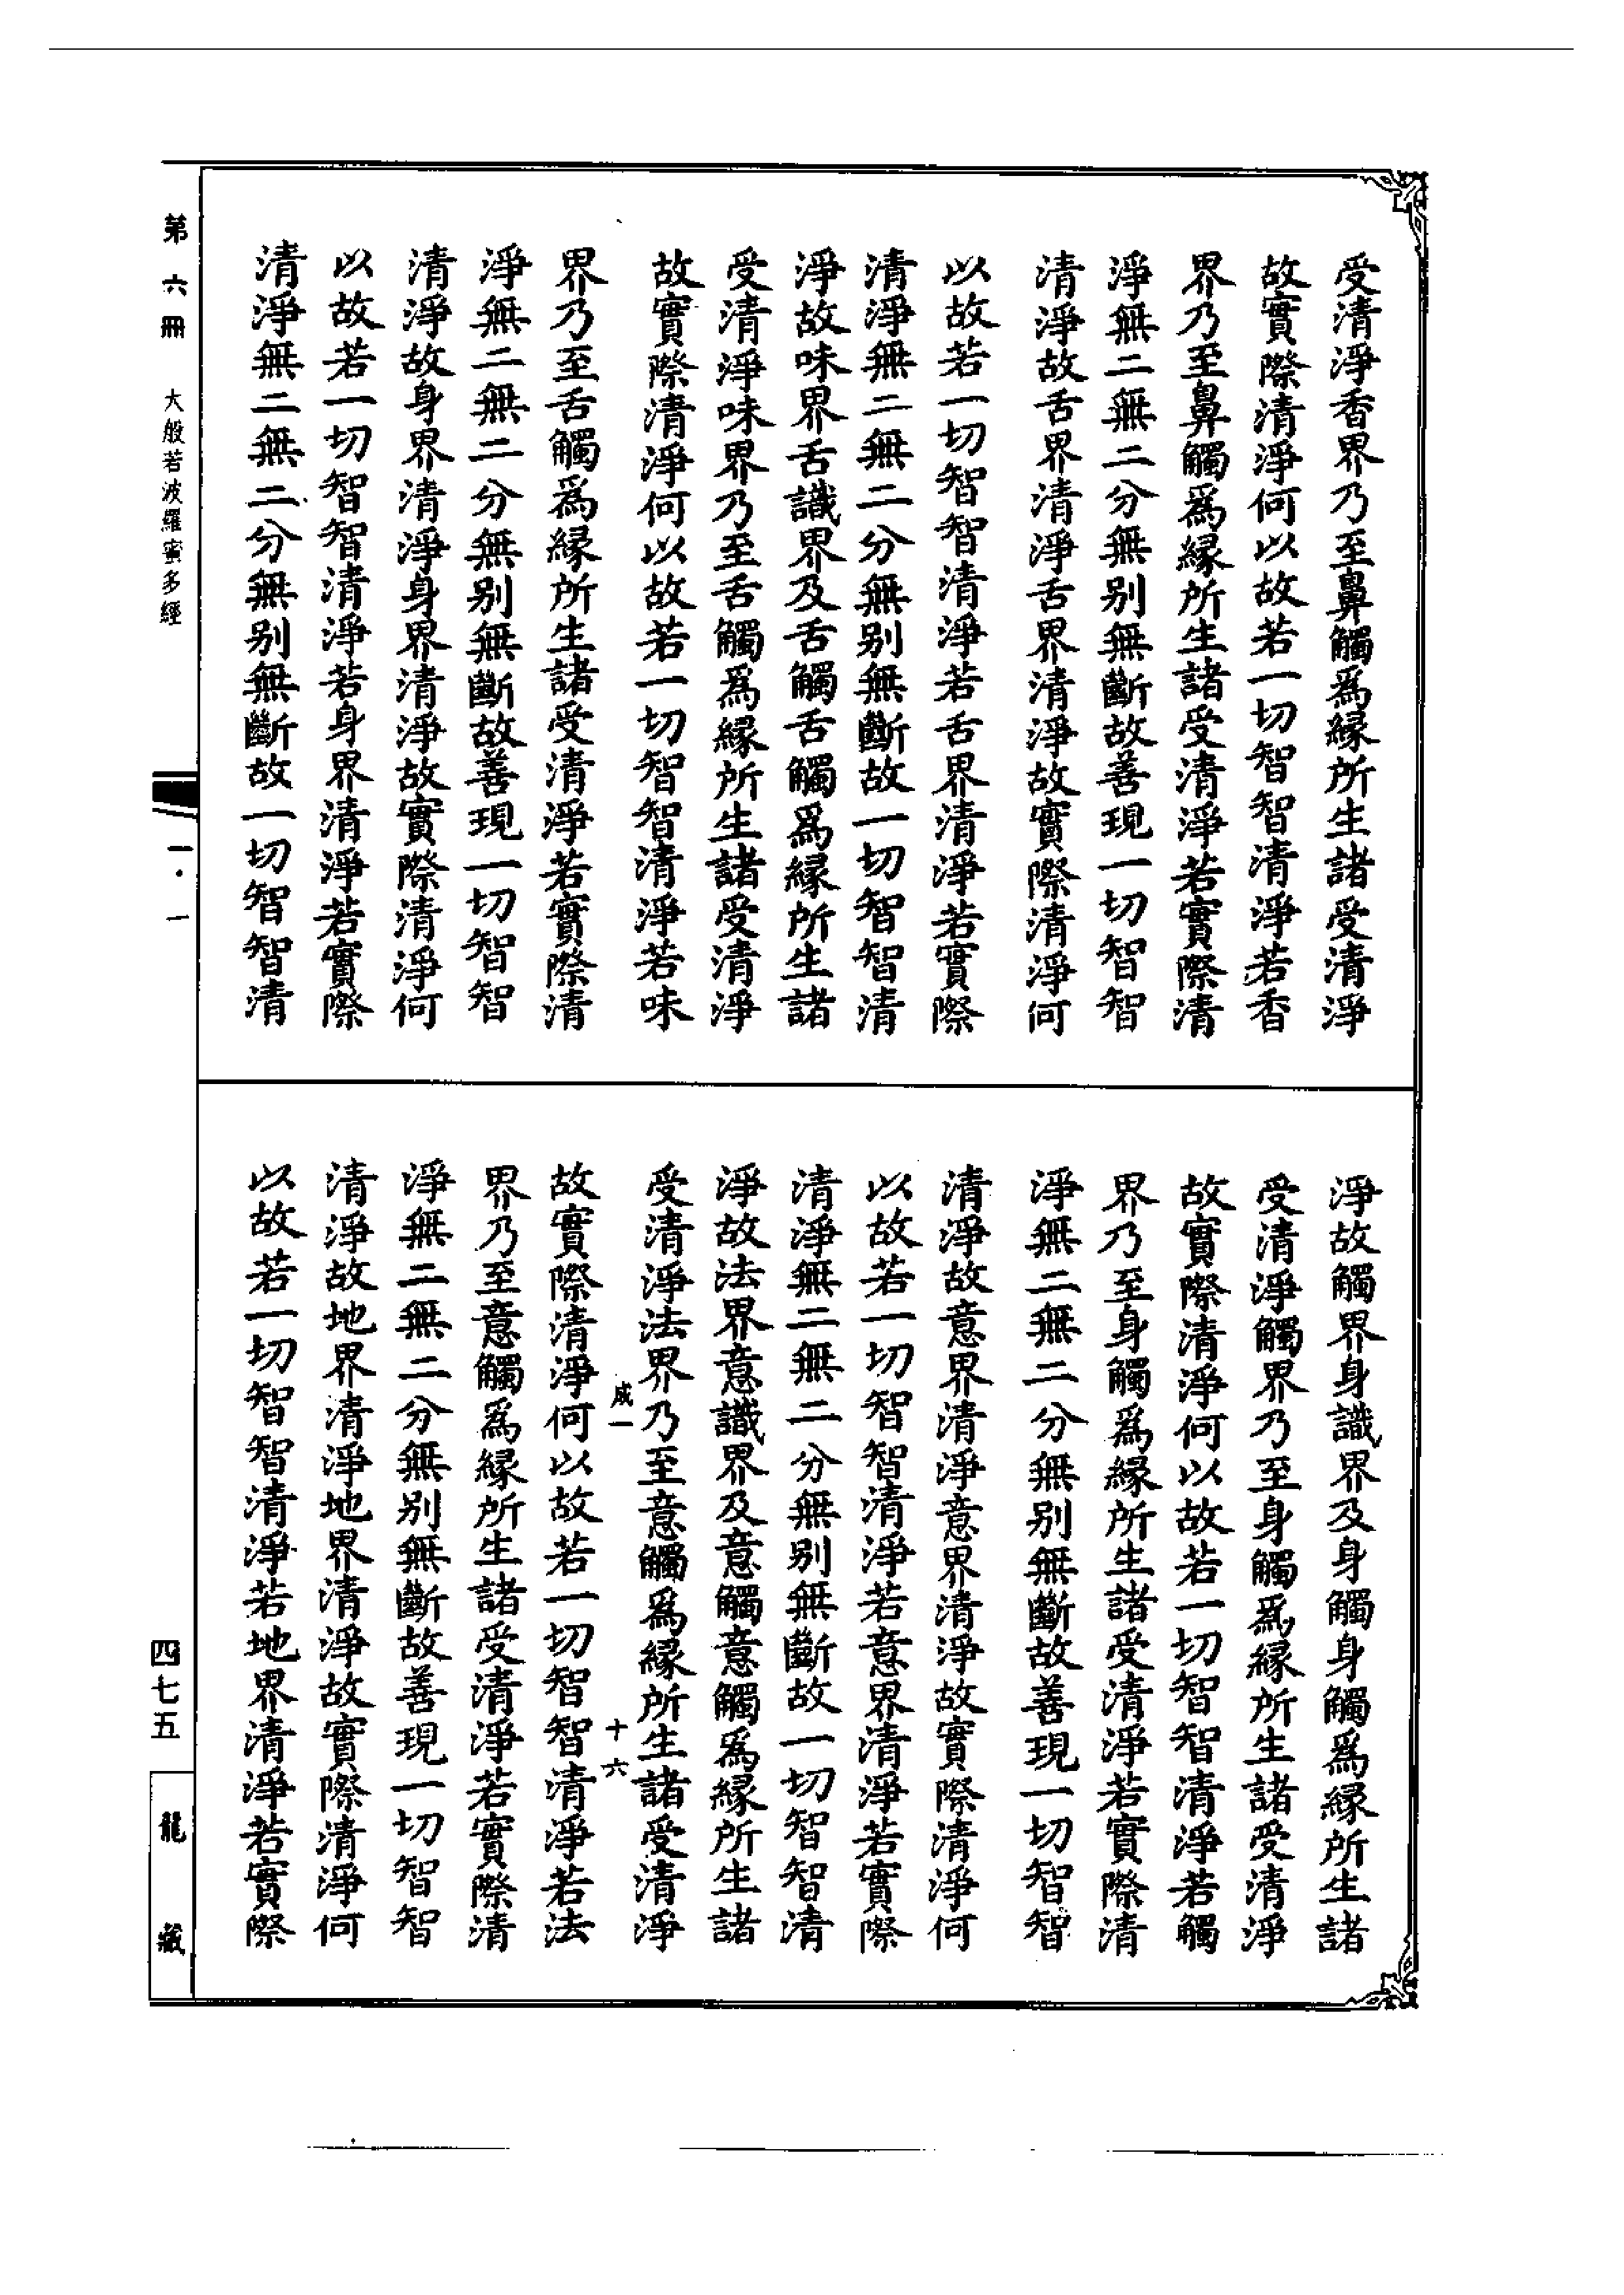 受清淨香界乃至鼻觸爲緣所生諸受清淨
故實際清淨何以故若一切智智清淨若香
界乃至鼻觸爲緣所生諸受清淨若實際清
淨無二無二分無别無斷故善現一切智智
清淨故舌界清淨舌界清淨故實際清淨何
以故若一切智智清淨若舌界清淨若實際
清淨無二無二分無别無斷故一切智智清
淨故味界舌識界及舌觸舌觸爲緣所生諸
受清淨味界乃至舌觸爲緣所生諸受清淨
故實際清淨何以故若一切智智清淨若味
界乃至舌觸爲緣所生諸受清淨若實際清
淨無二無二分無别無斷故善現一切智智
清淨故身界清淨身界清淨故實際清淨何
以故若一切智智清淨若身界清淨若實際
清淨無二無二分無别無斷故一切智智清
淨故觸界身識界及身觸身觸爲緣所生諸
受清淨觸界乃至身觸爲緣所生諸受清淨
故實際清淨何以故若一切智智清淨若觸
界乃至身觸爲緣所生諸受清淨若實際清
淨無二無二分無别無斷故善現一切智智
清淨故意界清淨意界清淨故實際清淨何
以故若一切智智清淨若意界清淨若實際
清淨無二無二分無别無斷故一切智智清
淨故法界意識界及意觸意觸爲緣所生諸
受清淨法界乃至意觸爲緣所生諸受清淨
成一 十六
故實際清淨何以故若一切智智清淨若法
界乃至意觸爲緣所生諸受清淨若實際清
淨無二無二分無别無斷故善現一切智智
清淨故地界清淨地界清淨故實際清淨何
以故若一切智智清淨若地界清淨若實際
第六冊 大般若波羅蜜多經
一·一
四七五
龍藏